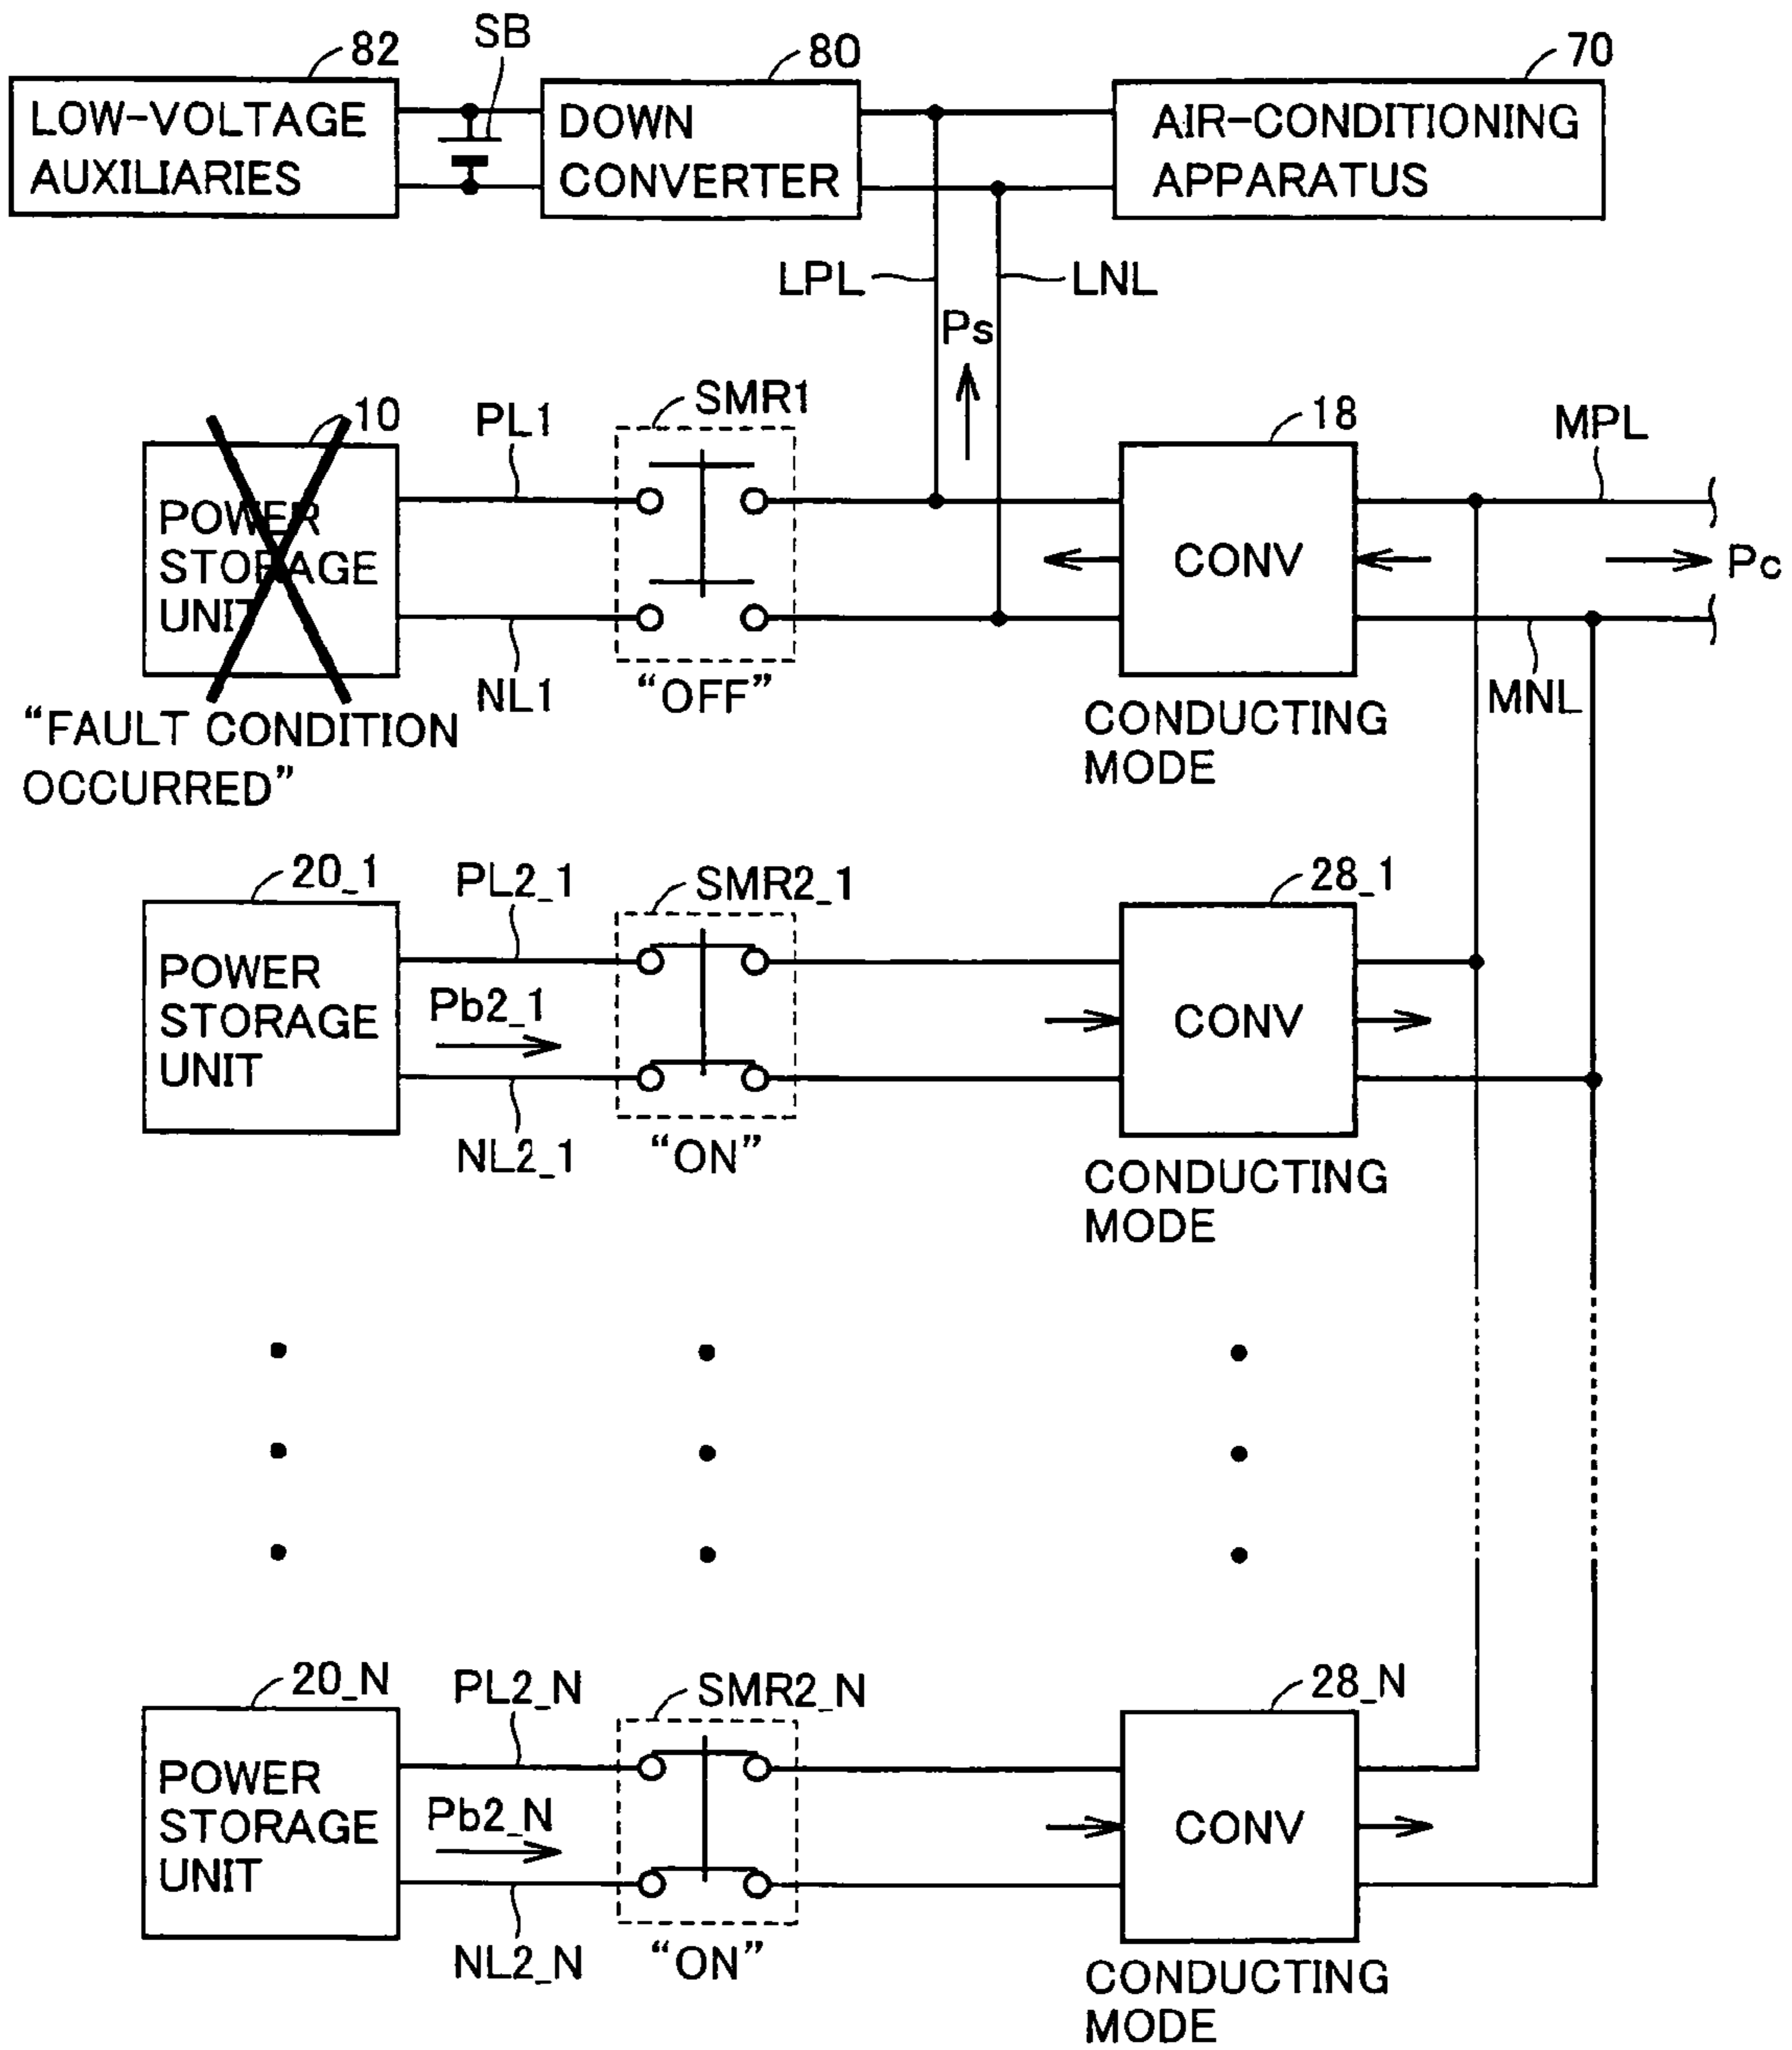 82
SB
80
70
LOW-VOLTAGE
AUXILIARIES
DOWN
CONVERTER
AIR-CONDITIONING
APPARATUS
LPL
LNL
Ps
10
PL1
SMR1
18
MPL
POWER
STORAGE
UNIT
CONV
Pc
NL1
“OFF”
MNL
“FAULT CONDITION
OCCURRED”
CONDUCTING
MODE
20_1
PL2_1
SMR2_1
28_1
POWER
STORAGE
UNIT
Pb2_1
CONV
NL2_1
“ON”
CONDUCTING
MODE
20_N
PL2_N
SMR2_N
28_N
POWER
STORAGE
UNIT
Pb2_N
CONV
NL2_N
“ON”
CONDUCTING
MODE